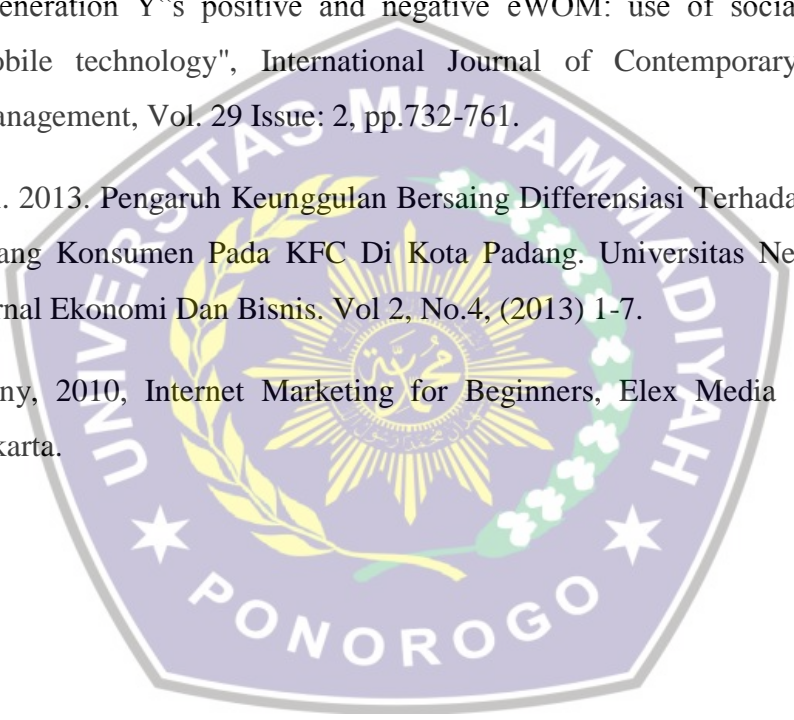 eneration Y‟s positive and negative eWOM: use of social
obile technology", International Journal of Contemporary
anagement, Vol. 29 Issue: 2, pp.732-761.
. 2013. Pengaruh Keunggulan Bersaing Differensiasi Terhada
ang Konsumen Pada KFC Di Kota Padang. Universitas Ne
rnal Ekonomi Dan Bisnis. Vol 2, No.4, (2013) 1-7.
ny, 2010, Internet Marketing for Beginners, Elex Media
karta.
UNIVERSITAS MUHAMMADIYAH
PONOROGO